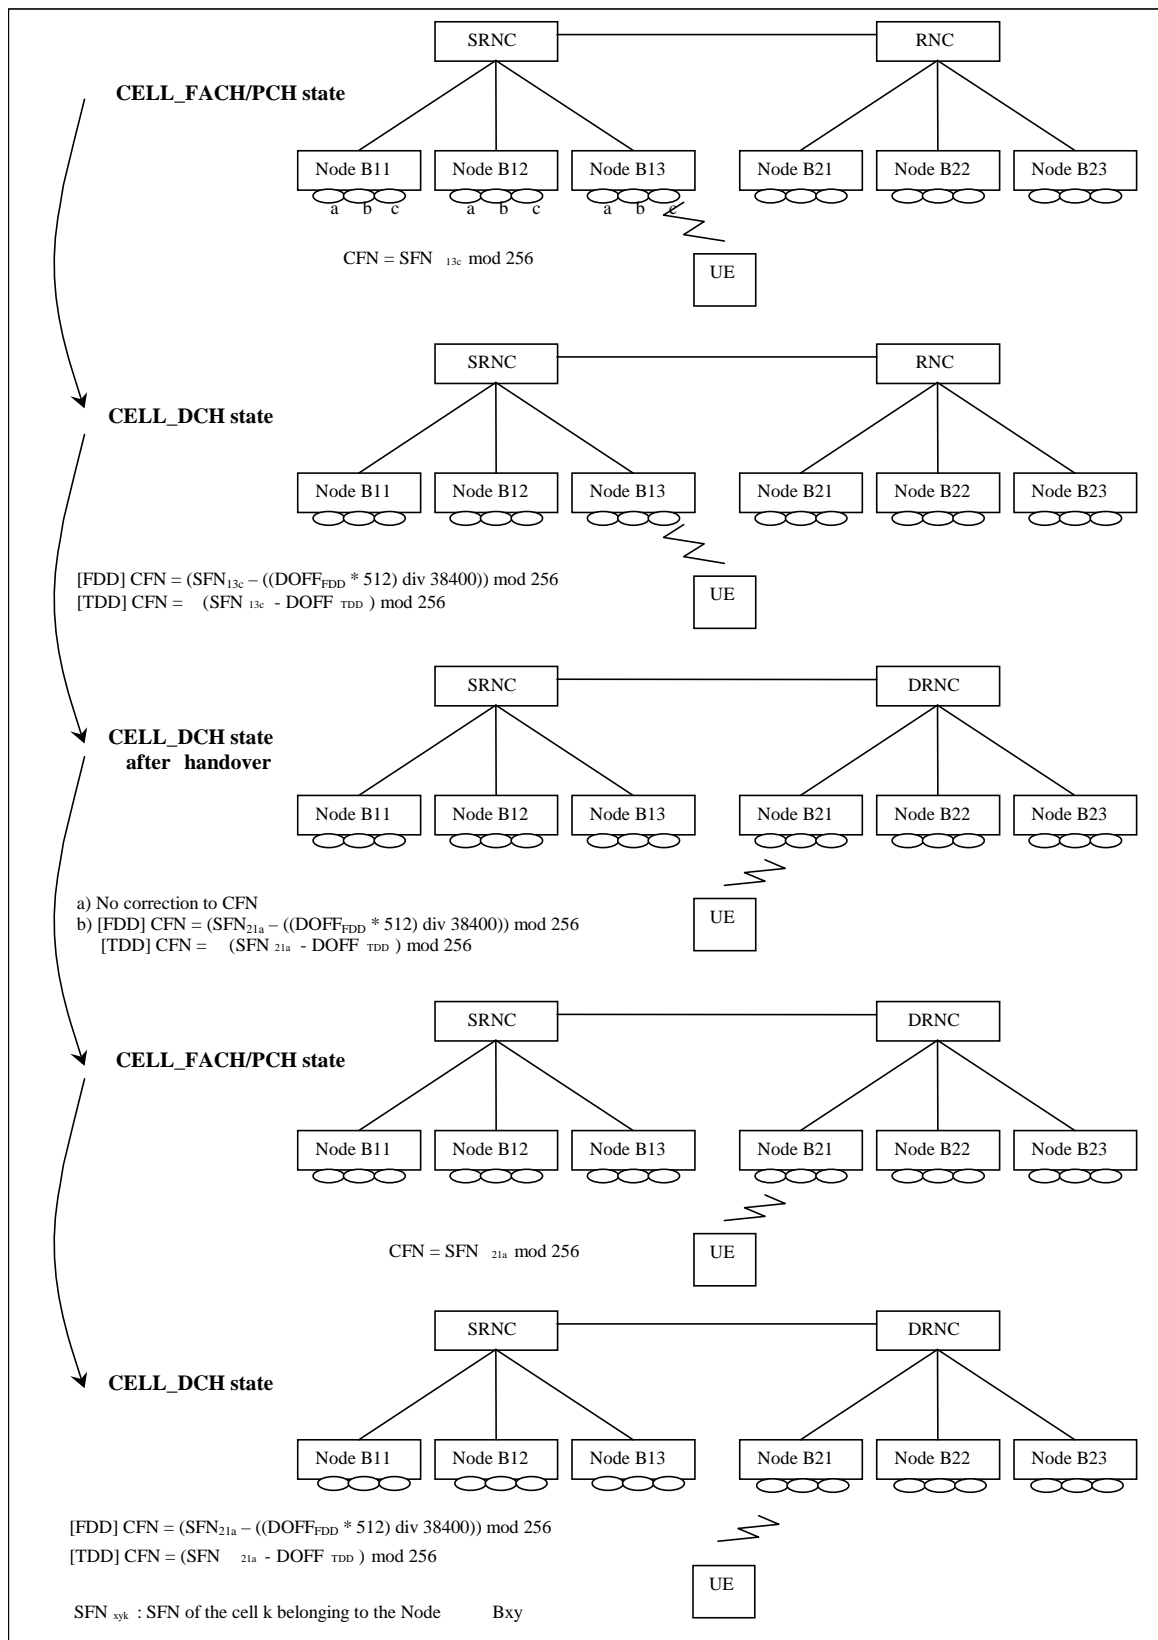 SRNC RNC
CELL_FACH/PCH state
Node B11 Node B12 Node B13 Node B21 Node B22 Node B23
a b c a b c a b c
CFN = SFN 13c mod 256
UE
SRNC RNC
CELL_DCH state
Node B11 Node B12 Node B13 Node B21 Node B22 Node B23
[FDD] CFN = (SFN13c – ((DOFFFDD * 512) div 38400)) mod 256
[TDD] CFN = (SFN 13c - DOFF TDD ) mod 256
UE
SRNC DRNC
CELL_DCH state
after handover
Node B11 Node B12 Node B13 Node B21 Node B22 Node B23
a) No correction to CFN
UE
b) [FDD] CFN = (SFN21a – ((DOFFFDD * 512) div 38400)) mod 256
[TDD] CFN = (SFN 21a - DOFF TDD ) mod 256
SRNC DRNC
CELL_FACH/PCH state
Node B11 Node B12 Node B13 Node B21 Node B22 Node B23
CFN = SFN 21a mod 256
UE
SRNC DRNC
CELL_DCH state
Node B11 Node B12 Node B13 Node B21 Node B22 Node B23
[FDD] CFN = (SFN21a – ((DOFFFDD * 512) div 38400)) mod 256
[TDD] CFN = (SFN 21a - DOFF TDD ) mod 256
UE
SFN xyk : SFN of the cell k belonging to the Node Bxy